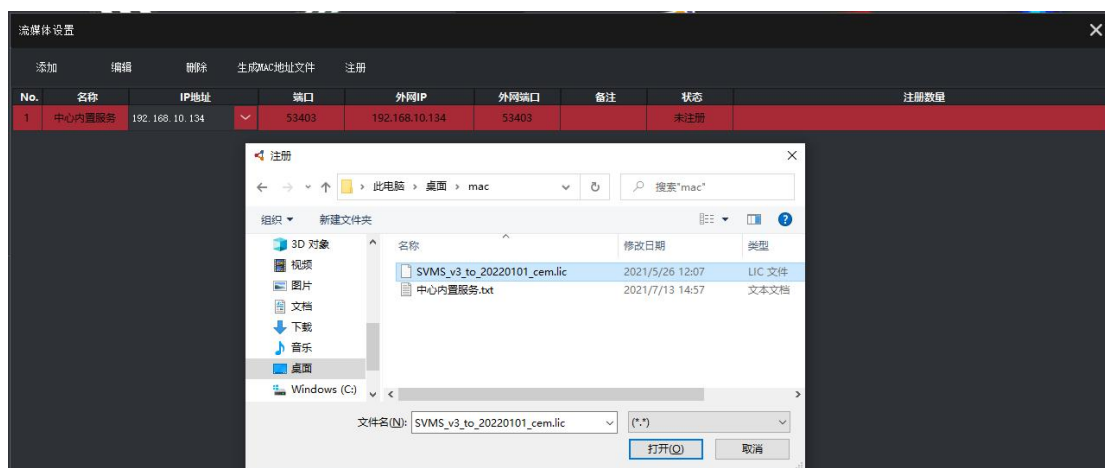 流媒体设置
添加 编辑 删除 生成MAC地址文件 注册
No. 名称 IP地址 端口 外网IP 外网端口 备注 状态 注册数量
1 中心内置服务 192.168.10.134 53403 192.168.10.134 53403 未注册
注册
此电脑 › 桌面 › mac 搜索"mac"
组织 新建文件夹
3D 对象 名称 修改日期 类型
视频 SVMS_v3_to_20220101_cem.lic 2021/5/26 12:07 LIC 文件
图片 中心内置服务.txt 2021/7/13 14:57 文本文档
文档
下载
音乐
桌面
Windows (C:)
文件名(N): SVMS_v3_to_20220101_cem.lic (*.*)
打开(O) 取消